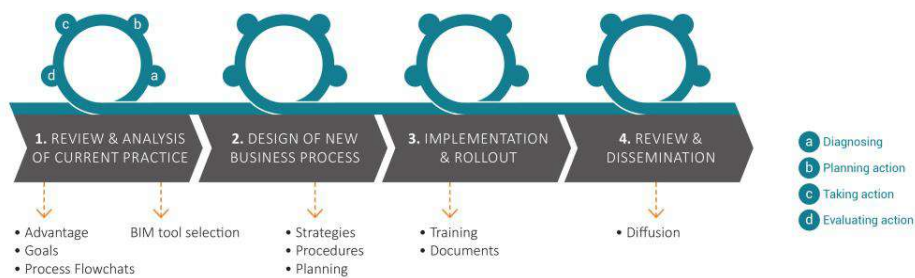 c
b
d
a
1. REVIEW & ANALYSIS
OF CURRENT PRACTICE
2. DESIGN OF NEW
BUSINESS PROCESS
3. IMPLEMENTATION
& ROLLOUT
4. REVIEW &
DISSEMINATION
a Diagnosing
b Planning action
c Taking action
d Evaluating action
• Advantage
• Goals
• Process Flowchats
BIM tool selection
• Strategies
• Procedures
• Planning
• Training
• Documents
• Diffusion